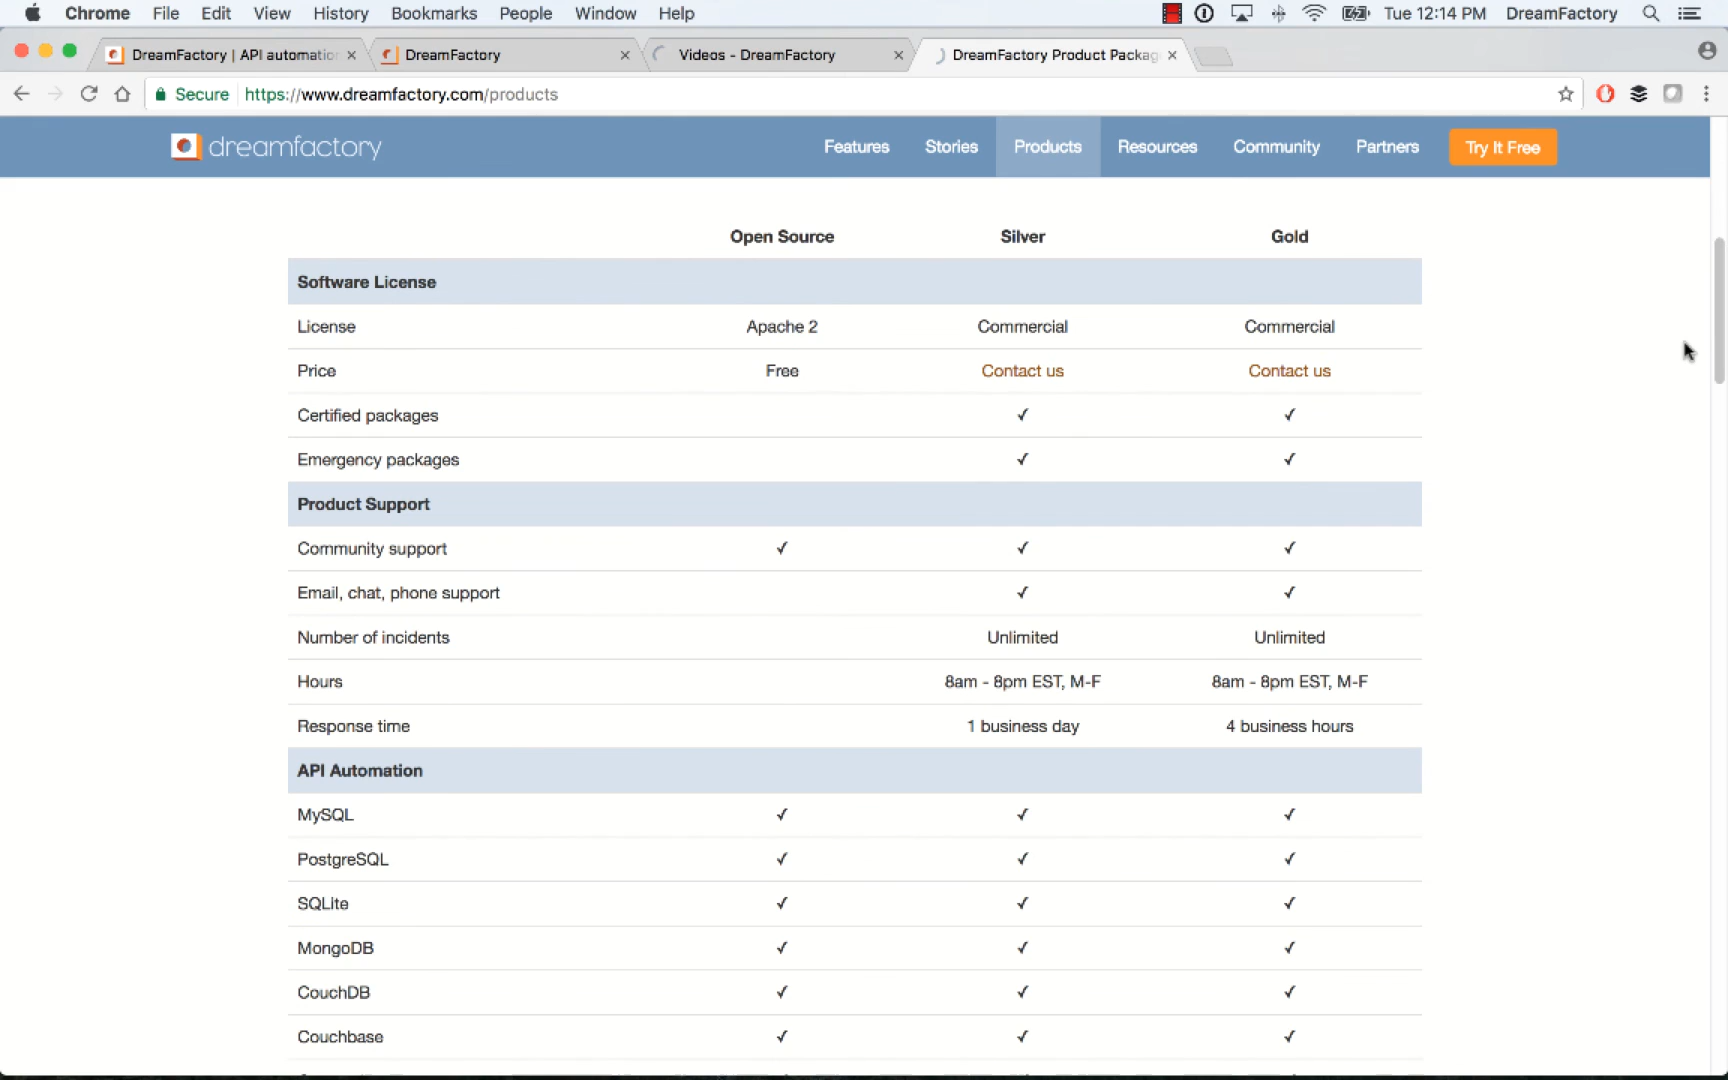 Chrome File Edit View History Bookmarks People Window Help Tue 12:14 PM DreamFactory
DreamFactory | API automation DreamFactory Videos - DreamFactory DreamFactory Product Packag
Secure https://www.dreamfactory.com/products
dreamfactory Features Stories Products Resources Community Partners Try It Free
Open Source Silver Gold
Software License
License Apache 2 Commercial Commercial
Price Free Contact us Contact us
Certified packages ✓ ✓
Emergency packages ✓ ✓
Product Support
Community support ✓ ✓ ✓
Email, chat, phone support ✓ ✓
Number of incidents Unlimited Unlimited
Hours 8am - 8pm EST, M-F 8am - 8pm EST, M-F
Response time 1 business day 4 business hours
API Automation
MySQL ✓ ✓ ✓
PostgreSQL ✓ ✓ ✓
SQLite ✓ ✓ ✓
MongoDB ✓ ✓ ✓
CouchDB ✓ ✓ ✓
Couchbase ✓ ✓ ✓